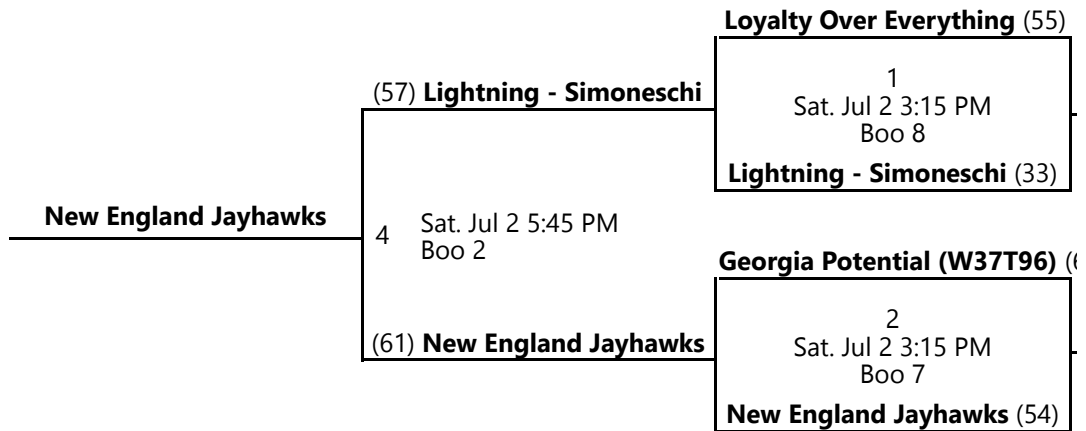 Loyalty Over Everything (55)
1
Sat. Jul 2 3:15 PM
Boo 8
(57) Lightning - Simoneschi
Lightning - Simoneschi (33)
New England Jayhawks
4 Sat. Jul 2 5:45 PM
Boo 2
Georgia Potential (W37T96)
2
Sat. Jul 2 3:15 PM
Boo 7
(61) New England Jayhawks
New England Jayhawks (54)